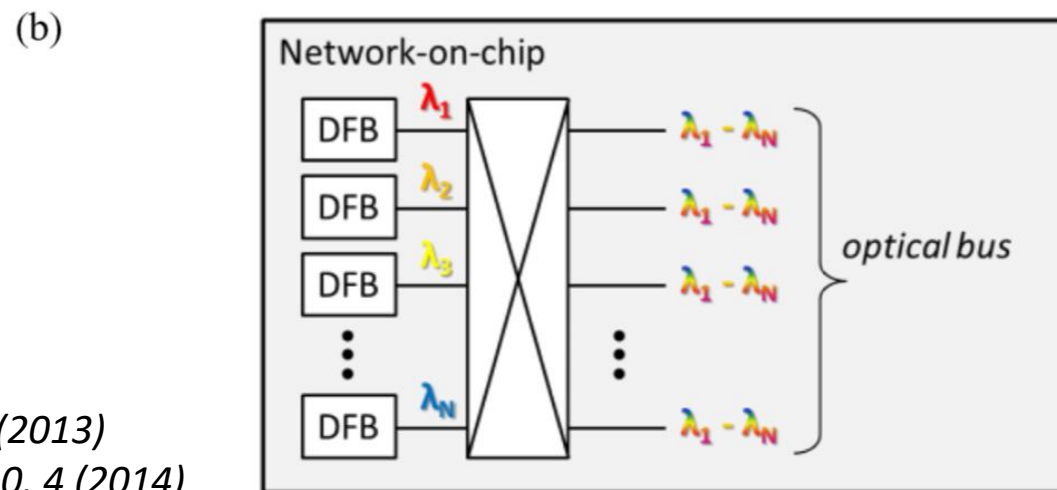 (b)
Network-on-chip
DFB λ1 λ1 - λN
DFB λ2 λ1 - λN
DFB λ3 λ1 - λN
optical bus
DFB λN λ1 - λN
(2013)
0, 4 (2014)